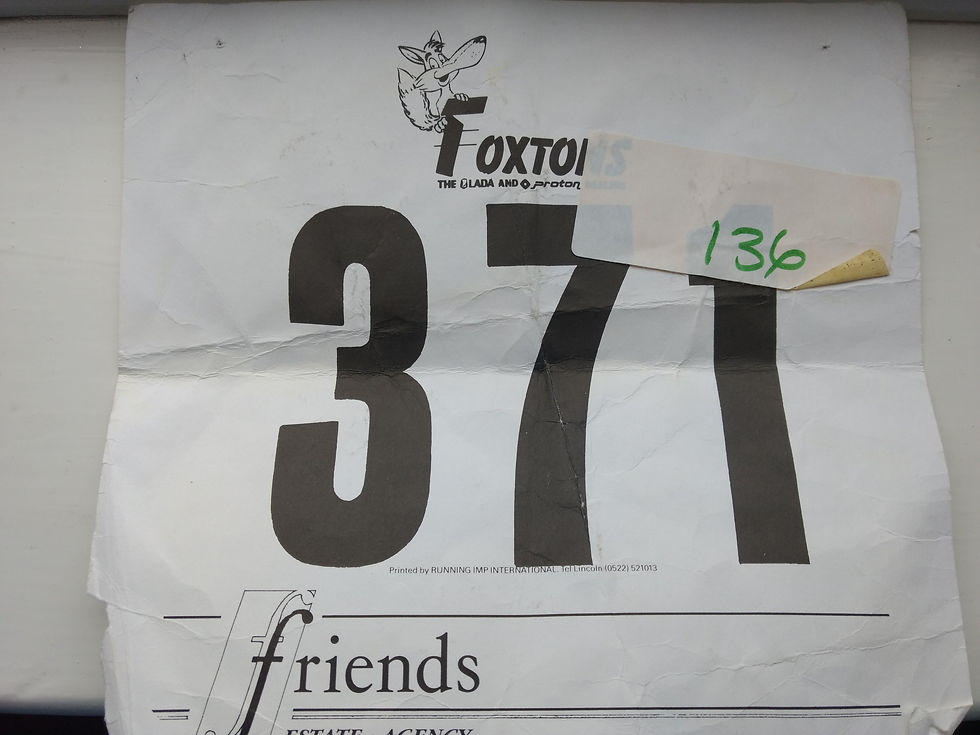 FOXTON
THE LADA AND proton
371
136
Printed by RUNNING IMP INTERNATIONAL. Tel Lincoln (0522) 521013
friends
ESTATE AGENCY